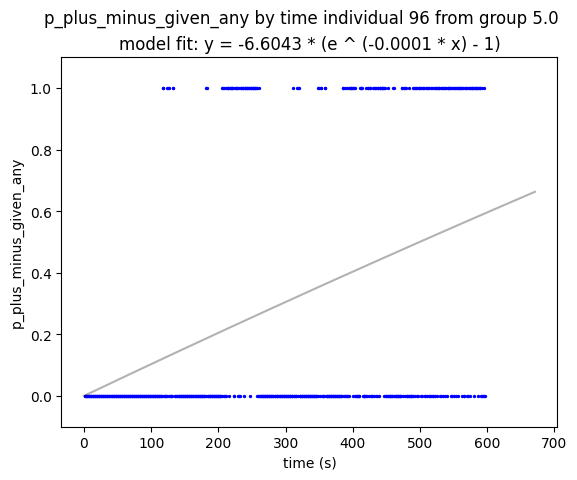 p_plus_minus_given_any by time individual 96 from group 5.0
model fit: y = -6.6043 * (e ^ (-0.0001 * x) - 1)
1.0
0.8
0.6
0.4
0.2
0.0
p_plus_minus_given_any
0 100 200 300 400 500 600 700
time (s)